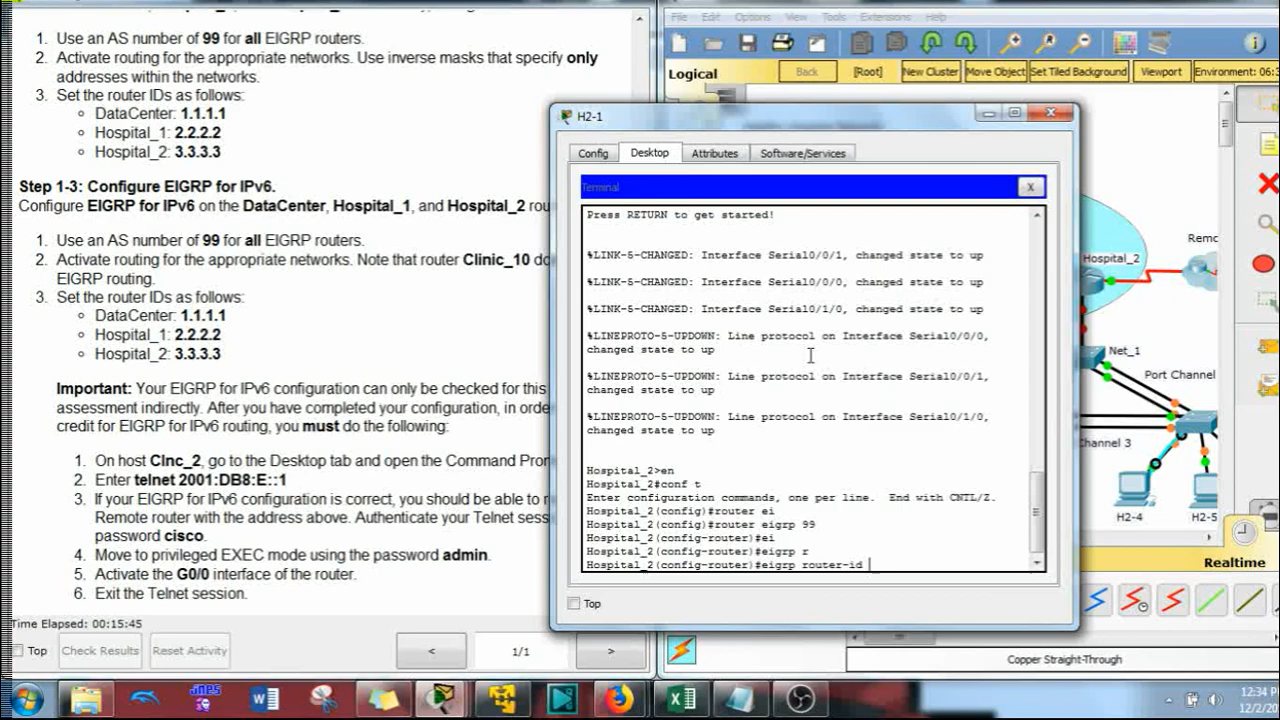 1. Use an AS number of 99 for all EIGRP routers.
2. Activate routing for the appropriate networks. Use inverse masks that specify only
addresses within the networks.
3. Set the router IDs as follows:
DataCenter: 1.1.1.1
Hospital_1: 2.2.2.2
Hospital_2: 3.3.3.3
Step 1-3: Configure EIGRP for IPv6.
Configure EIGRP for IPv6 on the DataCenter, Hospital_1, and Hospital_2 rou
1. Use an AS number of 99 for all EIGRP routers.
2. Activate routing for the appropriate networks. Note that router Clinic_10 do
EIGRP routing.
3. Set the router IDs as follows:
DataCenter: 1.1.1.1
Hospital_1: 2.2.2.2
Hospital_2: 3.3.3.3
Important: Your EIGRP for IPv6 configuration can only be checked for this
assessment indirectly. After you have completed your configuration, in orde
credit for EIGRP for IPv6 routing, you must do the following:
1. On host Clnc_2, go to the Desktop tab and open the Command Pron
2. Enter telnet 2001:DB8:E::1
3. If your EIGRP for IPv6 configuration is correct, you should be able to r
Remote router with the address above. Authenticate your Telnet sess
password cisco.
4. Move to privileged EXEC mode using the password admin.
5. Activate the G0/0 interface of the router.
6. Exit the Telnet session.
Time Elapsed: 00:15:45
Top
Check Results
Reset Activity
<
1/1
>
File Edit Options View Tools Extensions Help
Logical
Back
[Root]
New Cluster
Move Object
Set Tiled Background
Viewport
Environment: 06:3
H2-1
Config
Desktop
Attributes
Software/Services
Terminal
X
Press RETURN to get started!
%LINK-5-CHANGED: Interface Serial0/0/1, changed state to up
%LINK-5-CHANGED: Interface Serial0/0/0, changed state to up
%LINK-5-CHANGED: Interface Serial0/1/0, changed state to up
%LINEPROTO-5-UPDOWN: Line protocol on Interface Serial0/0/0,
changed state to up
%LINEPROTO-5-UPDOWN: Line protocol on Interface Serial0/0/1,
changed state to up
%LINEPROTO-5-UPDOWN: Line protocol on Interface Serial0/1/0,
changed state to up
Hospital_2>en
Hospital_2#conf t
Enter configuration commands, one per line. End with CNTL/Z.
Hospital_2(config)#router ei
Hospital_2(config)#router eigrp 99
Hospital_2(config-router)#ei
Hospital_2(config-router)#eigrp r
Hospital_2(config-router)#eigrp router-id
Top
Hospital_2
Remo
Net_1
Port Channel
Channel 3
H2-4
H2-5
Realtime
Copper Straight-Through
12:34 P
12/2/20